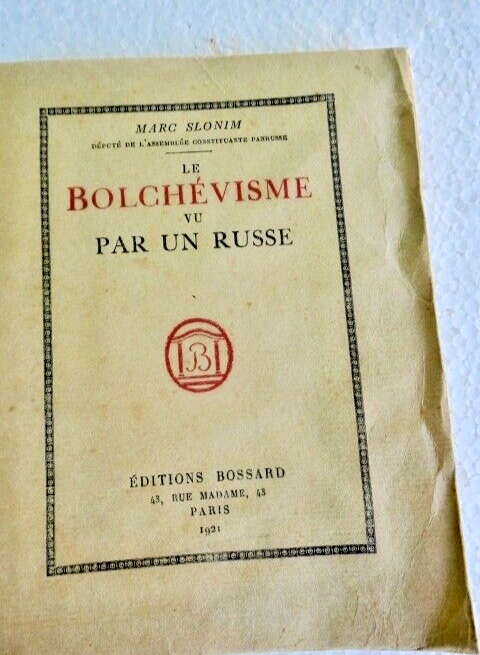 MARC SLONIM
DÉPUTÉ DE L'ASSEMBLÉE CONSTITUANTE PANRUSSE
LE
BOLCHÉVISME
VU
PAR UN RUSSE
B
ÉDITIONS BOSSARD
43, RUE MADAME, 43
PARIS
1921